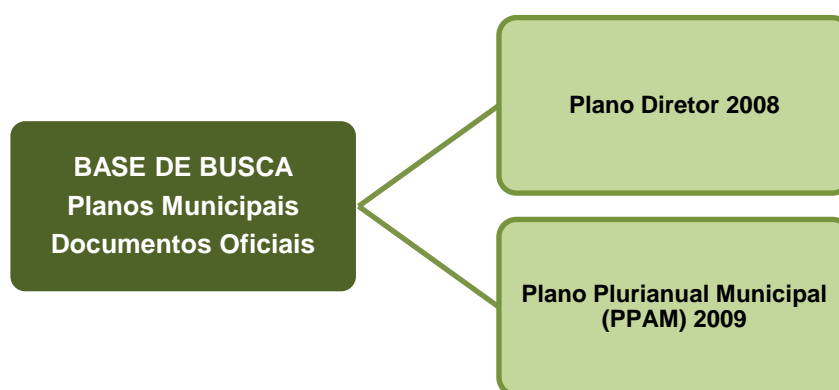 BASE DE BUSCA
Planos Municipais
Documentos Oficiais
Plano Diretor 2008
Plano Plurianual Municipal
(PPAM) 2009